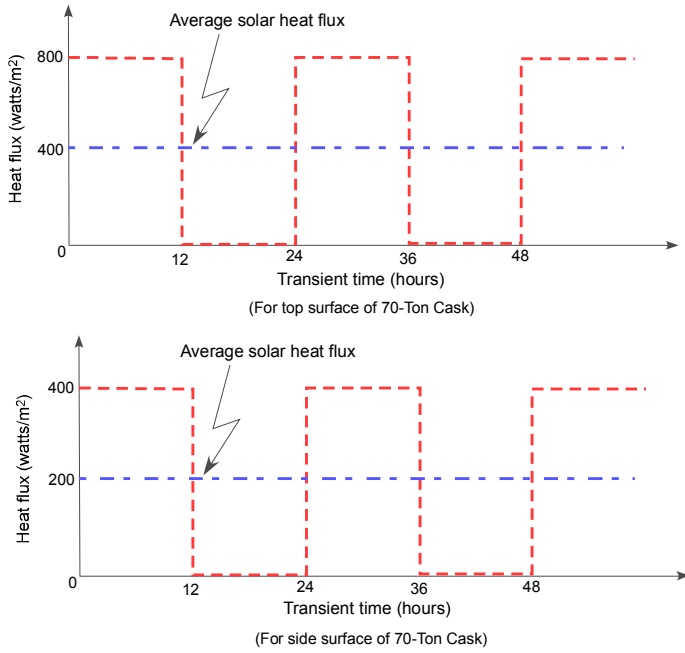 Average solar heat flux
800
400
0
Heat flux (watts/m2)
12
24
36
48
Transient time (hours)
(For top surface of 70-Ton Cask)
Average solar heat flux
400
200
0
Heat flux (watts/m2)
12
24
36
48
Transient time (hours)
(For side surface of 70-Ton Cask)